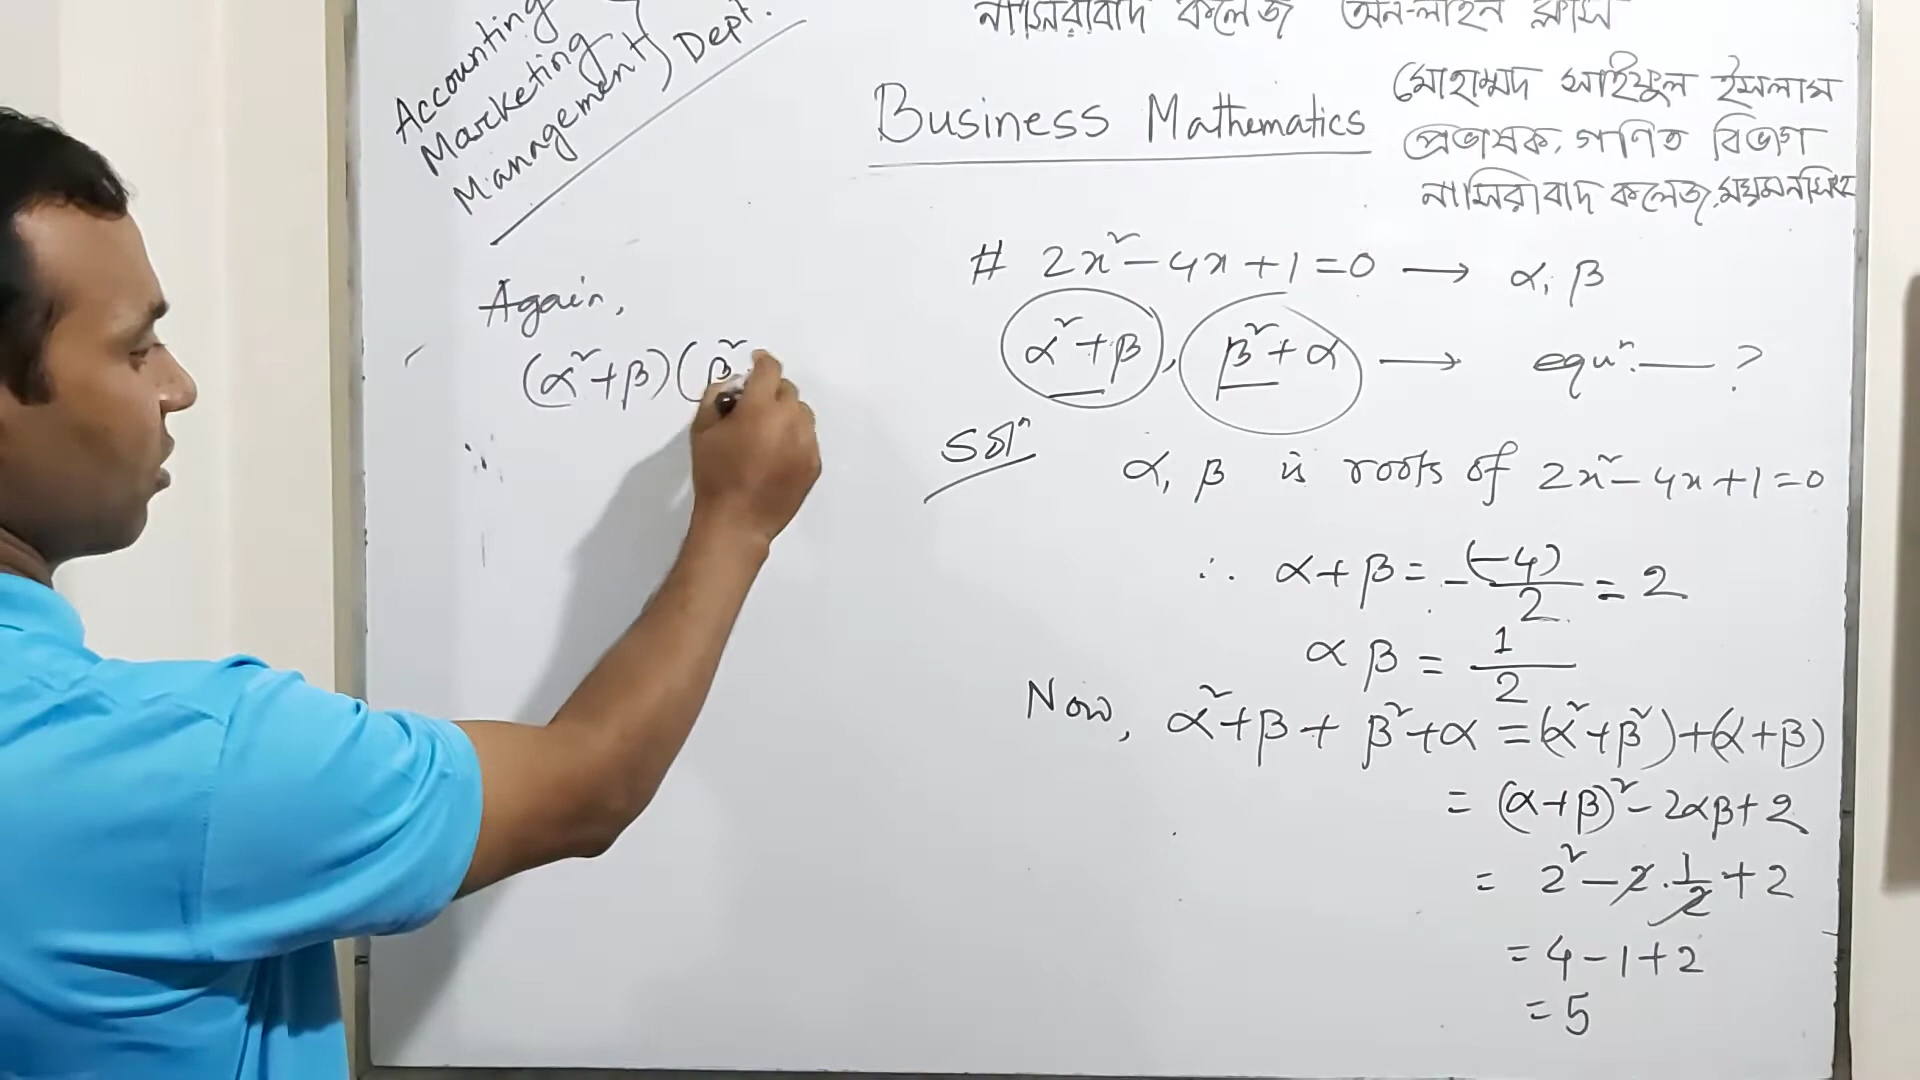 নাসিরাবাদ কলেজ অন-লাইন ক্লাস
Accounting
Marketing
Management } Dept.
Business Mathematics
মোহাম্মদ সাইফুল ইসলাম
প্রভাষক, গণিত বিভাগ
নাসিরাবাদ কলেজ, ময়মনসিংহ
# 2x² - 4x + 1 = 0 → α, β
α² + β, β² + α → equⁿ. — ?
Solⁿ
α, β is roots of 2x² - 4x + 1 = 0
∴ α + β = -(-4)/2 = 2
αβ = 1/2
Now, α² + β + β² + α = (α² + β²) + (α + β)
= (α + β)² - 2αβ + 2
= 2² - 2 · 1/2 + 2
= 4 - 1 + 2
= 5
Again,
(α² + β)(β²